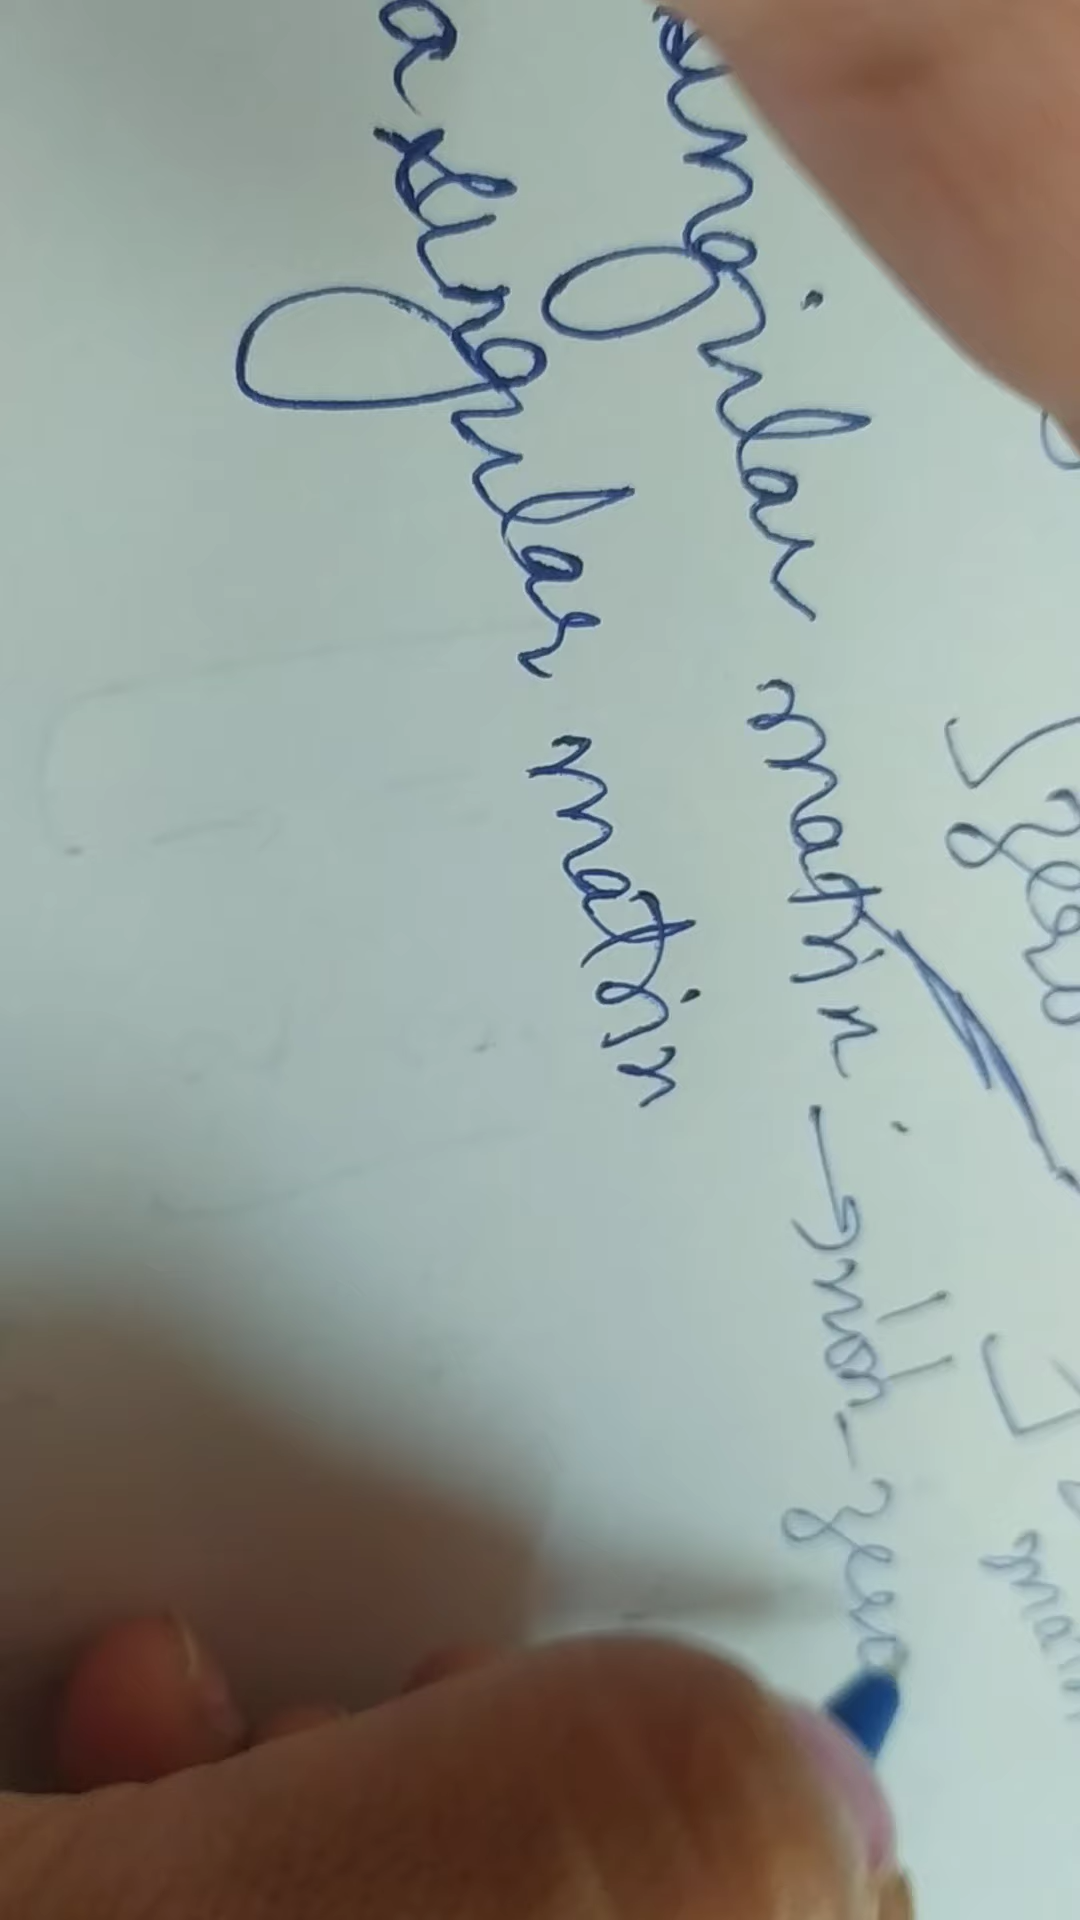 zero
singular matrix → non-zero
a singular matrix